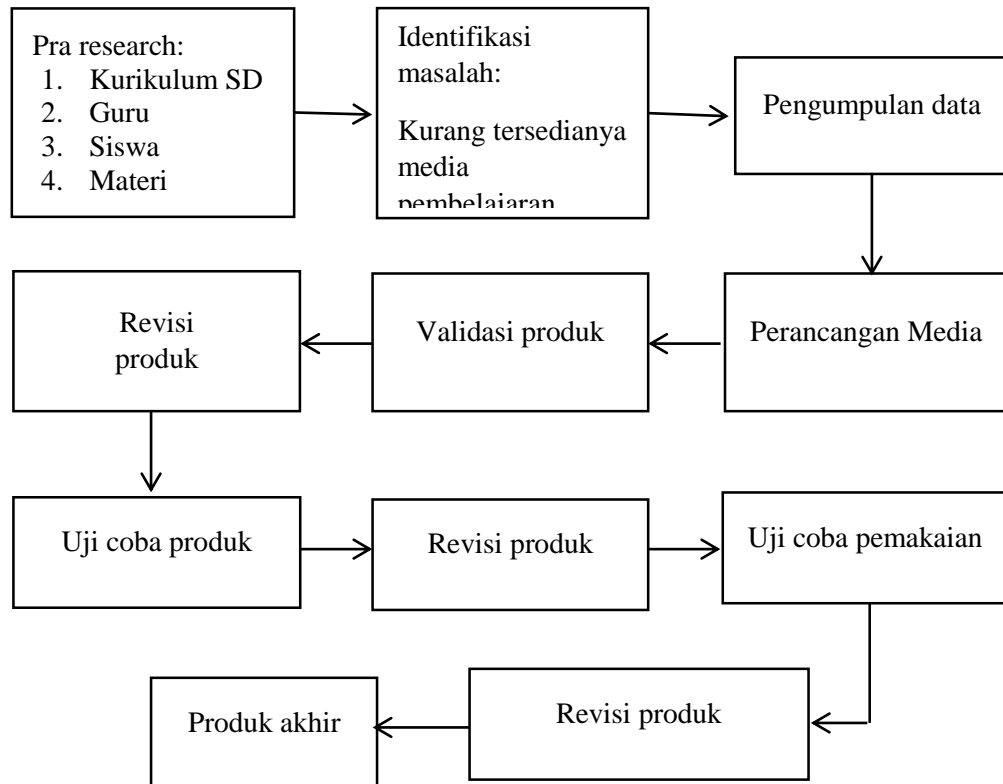 Pra research:
1. Kurikulum SD
2. Guru
3. Siswa
4. Materi
Identifikasi
masalah:
Kurang tersedianya
media
pembelajaran
Pengumpulan data
Perancangan Media
Validasi produk
Revisi
produk
Uji coba produk
Revisi produk
Uji coba pemakaian
Revisi produk
Produk akhir